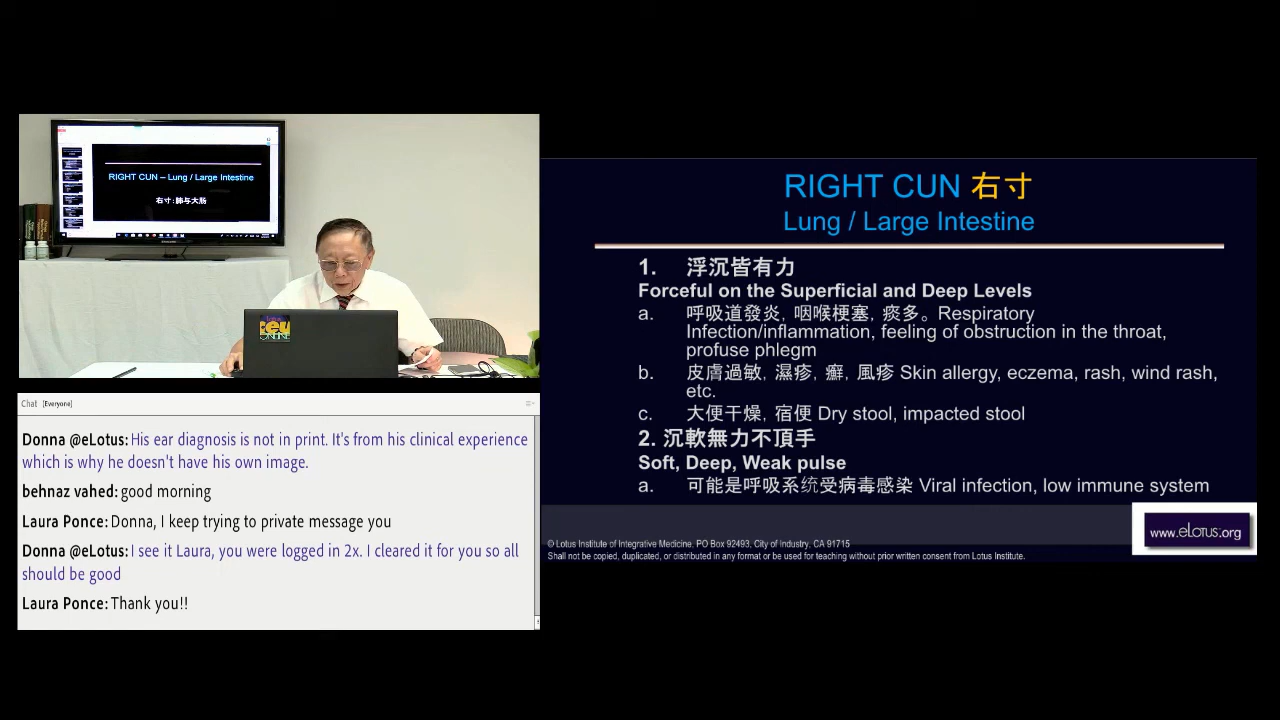 RIGHT CUN – Lung / Large Intestine
右寸:肺与大肠
Chat (Everyone)
Donna @eLotus: His ear diagnosis is not in print. It's from his clinical experience
which is why he doesn't have his own image.
behnaz vahed: good morning
Laura Ponce: Donna, I keep trying to private message you
Donna @eLotus: I see it Laura, you were logged in 2x. I cleared it for you so all
should be good
Laura Ponce: Thank you!!
RIGHT CUN 右寸
Lung / Large Intestine
1. 浮沉皆有力
Forceful on the Superficial and Deep Levels
a. 呼吸道發炎, 咽喉梗塞, 痰多。Respiratory
Infection/inflammation, feeling of obstruction in the throat,
profuse phlegm
b. 皮膚過敏, 濕疹, 癬, 風疹 Skin allergy, eczema, rash, wind rash,
etc.
c. 大便干燥, 宿便 Dry stool, impacted stool
2. 沉軟無力不頂手
Soft, Deep, Weak pulse
a. 可能是呼吸系统受病毒感染 Viral infection, low immune system
© Lotus Institute of Integrative Medicine, PO Box 92493, City of Industry, CA 91715
Shall not be copied, duplicated, or distributed in any format or be used for teaching without prior written consent from Lotus Institute.
www.eLotus.org